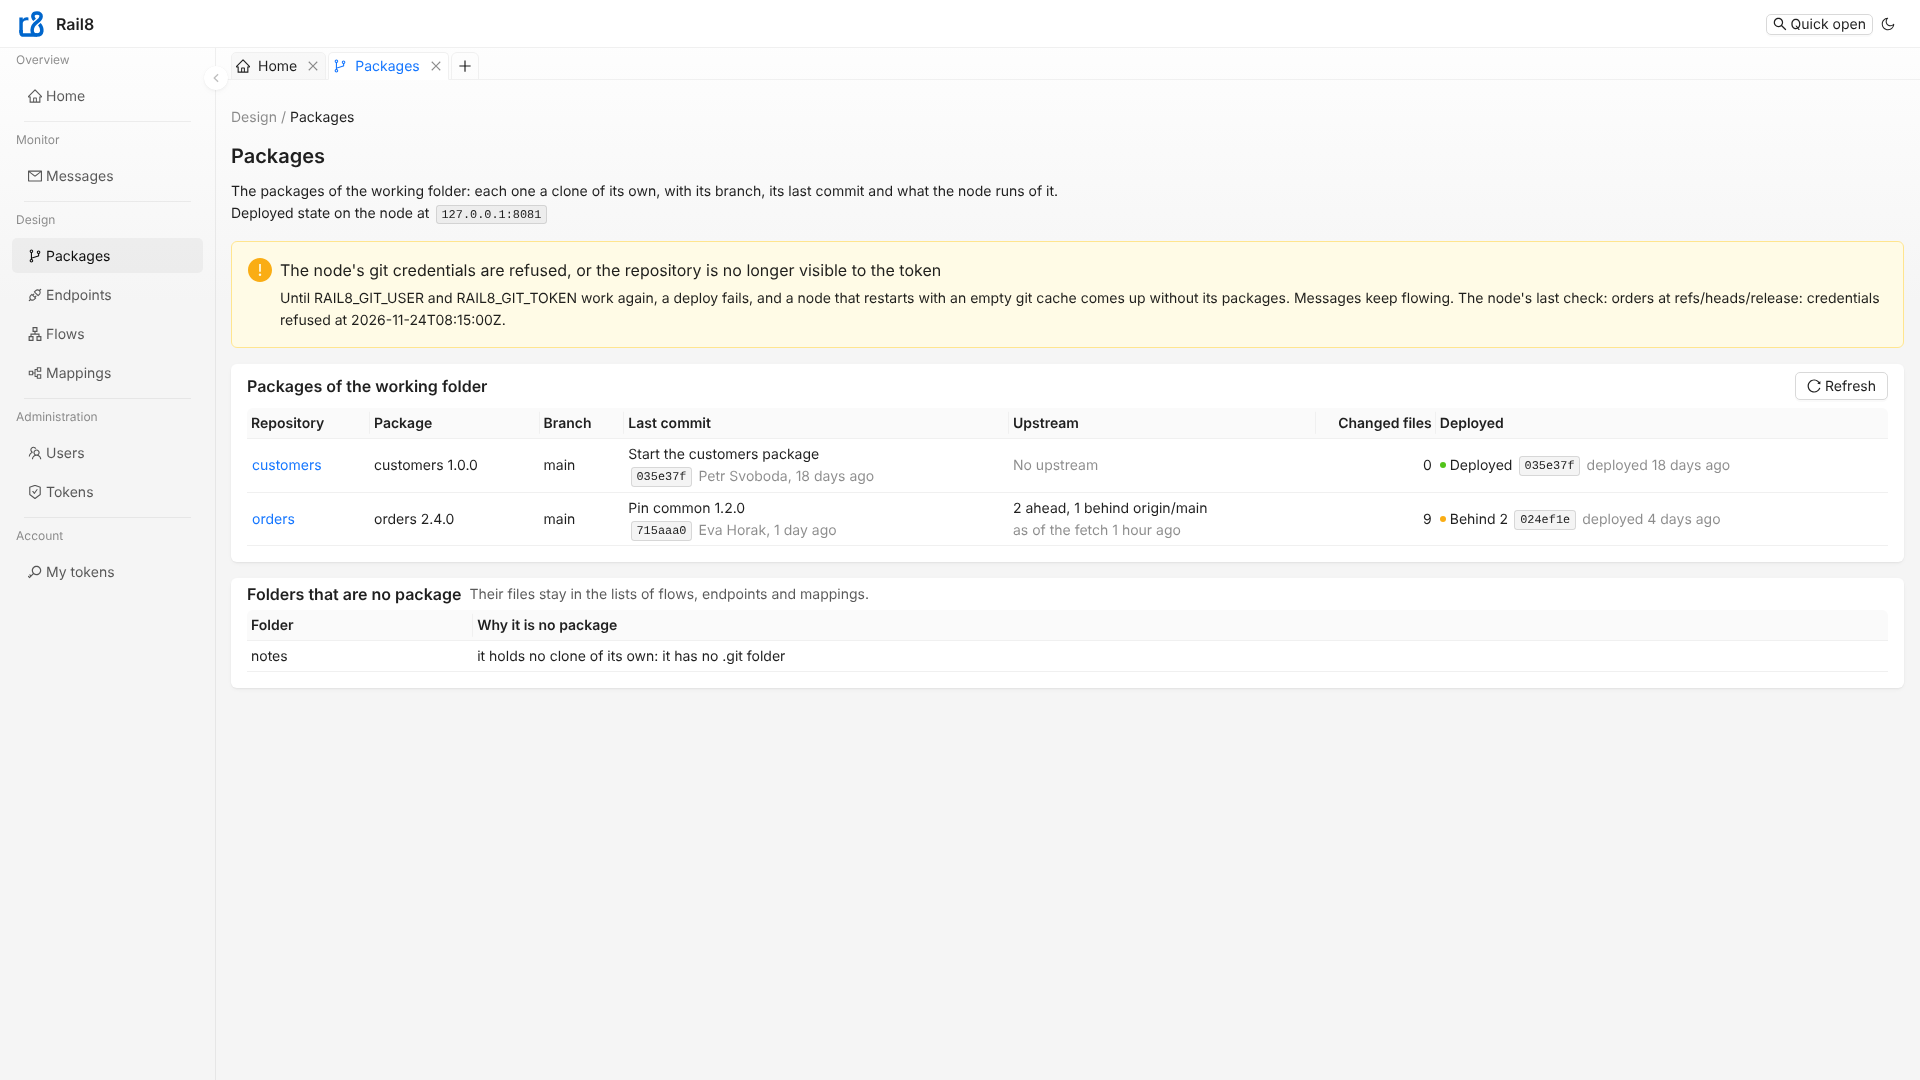 Rail8
Quick open
Overview
Home
Monitor
Messages
Design
Packages
Endpoints
Flows
Mappings
Administration
Users
Tokens
Account
My tokens
Home
Packages
Design / Packages
Packages
The packages of the working folder: each one a clone of its own, with its branch, its last commit and what the node runs of it.
Deployed state on the node at 127.0.0.1:8081
The node's git credentials are refused, or the repository is no longer visible to the token
Until RAIL8_GIT_USER and RAIL8_GIT_TOKEN work again, a deploy fails, and a node that restarts with an empty git cache comes up without its packages. Messages keep flowing. The node's last check: orders at refs/heads/release: credentials
refused at 2026-11-24T08:15:00Z.
Packages of the working folder
Refresh
Repository Package Branch Last commit Upstream Changed files Deployed
customers customers 1.0.0 main Start the customers package No upstream 0 Deployed 035e37f deployed 18 days ago
035e37f Petr Svoboda, 18 days ago
orders orders 2.4.0 main Pin common 1.2.0 2 ahead, 1 behind origin/main 9 Behind 2 024ef1e deployed 4 days ago
715aaa0 Eva Horak, 1 day ago as of the fetch 1 hour ago
Folders that are no package Their files stay in the lists of flows, endpoints and mappings.
Folder Why it is no package
notes it holds no clone of its own: it has no .git folder